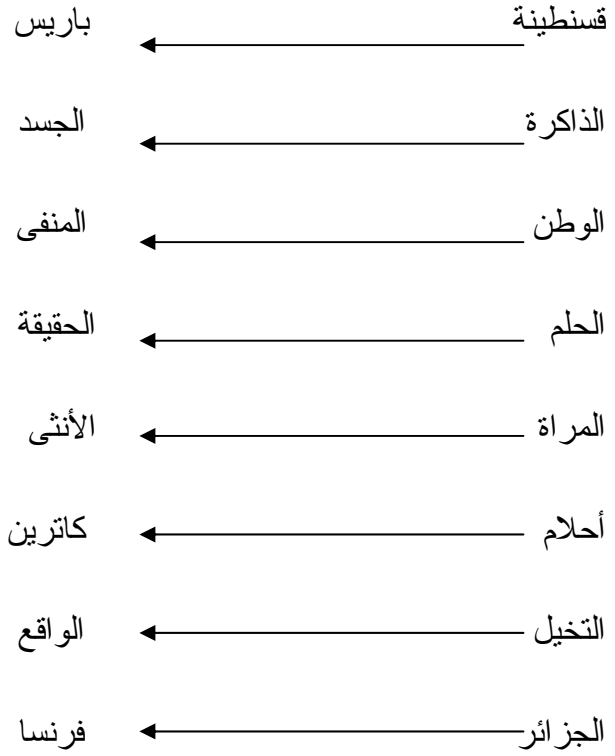 قسنطينة باريس
الذاكرة الجسد
الوطن المنفى
الحلم الحقيقة
المراة الأنثى
أحلام كاترين
التخيل الواقع
الجزائر فرنسا